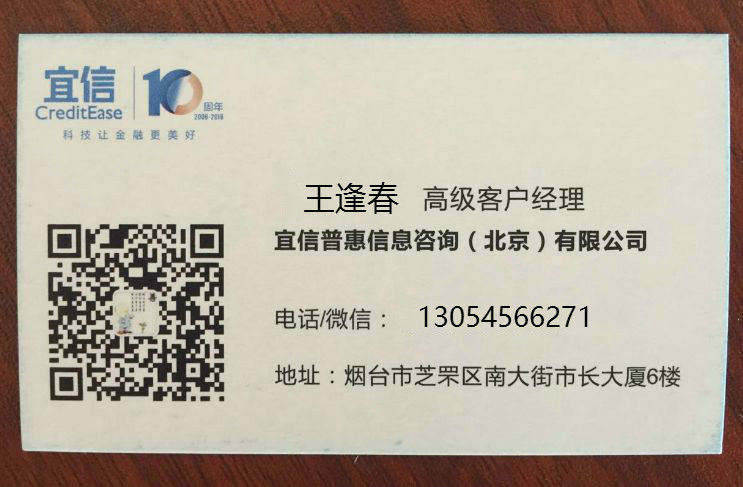 宜信
CreditEase
10周年
2006-2016
科技让金融更美好
王逢春 高级客户经理
宜信普惠信息咨询（北京）有限公司
电话/微信： 13054566271
地址：烟台市芝罘区南大街市长大厦6楼